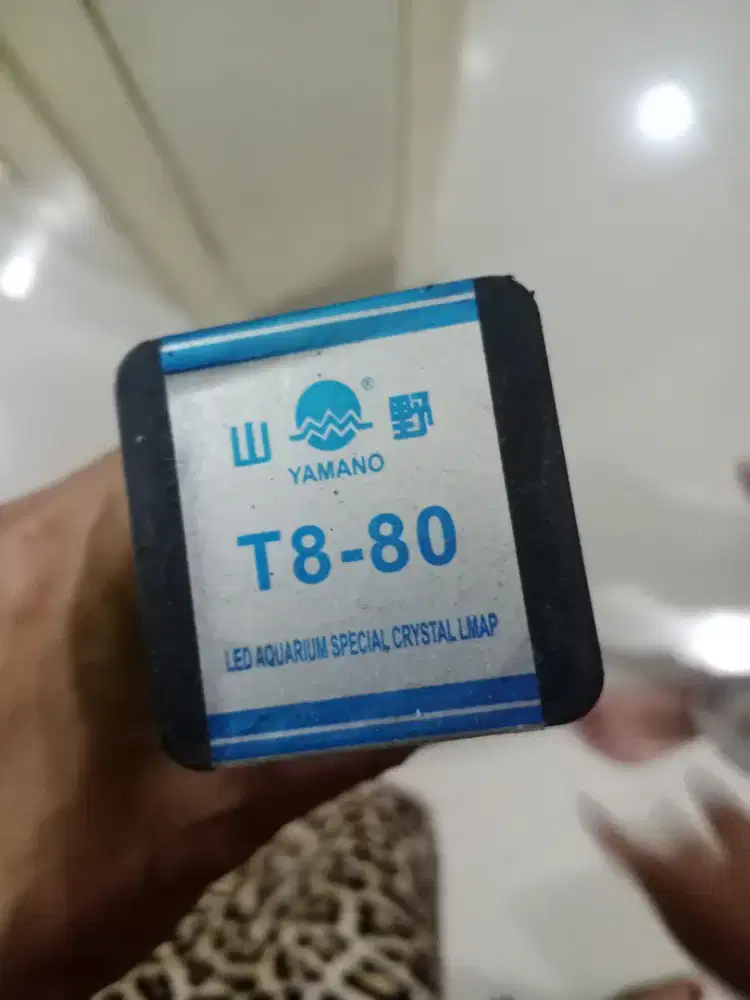 山 ® 野
YAMANO
T8-80
LED AQUARIUM SPECIAL CRYSTAL LMAP